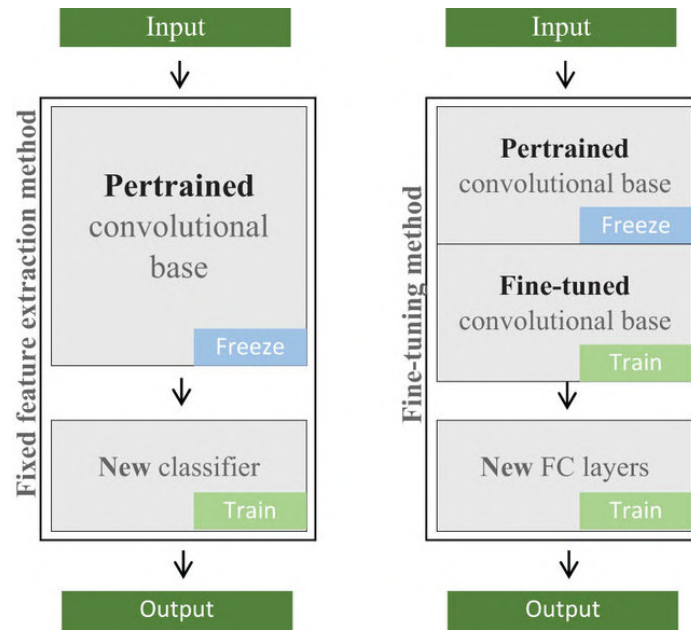 Input
Fixed feature extraction method
Pertrained
convolutional
base
Freeze
New classifier
Train
Output
Input
Fine-tuning method
Pertrained
convolutional base
Freeze
Fine-tuned
convolutional base
Train
New FC layers
Train
Output